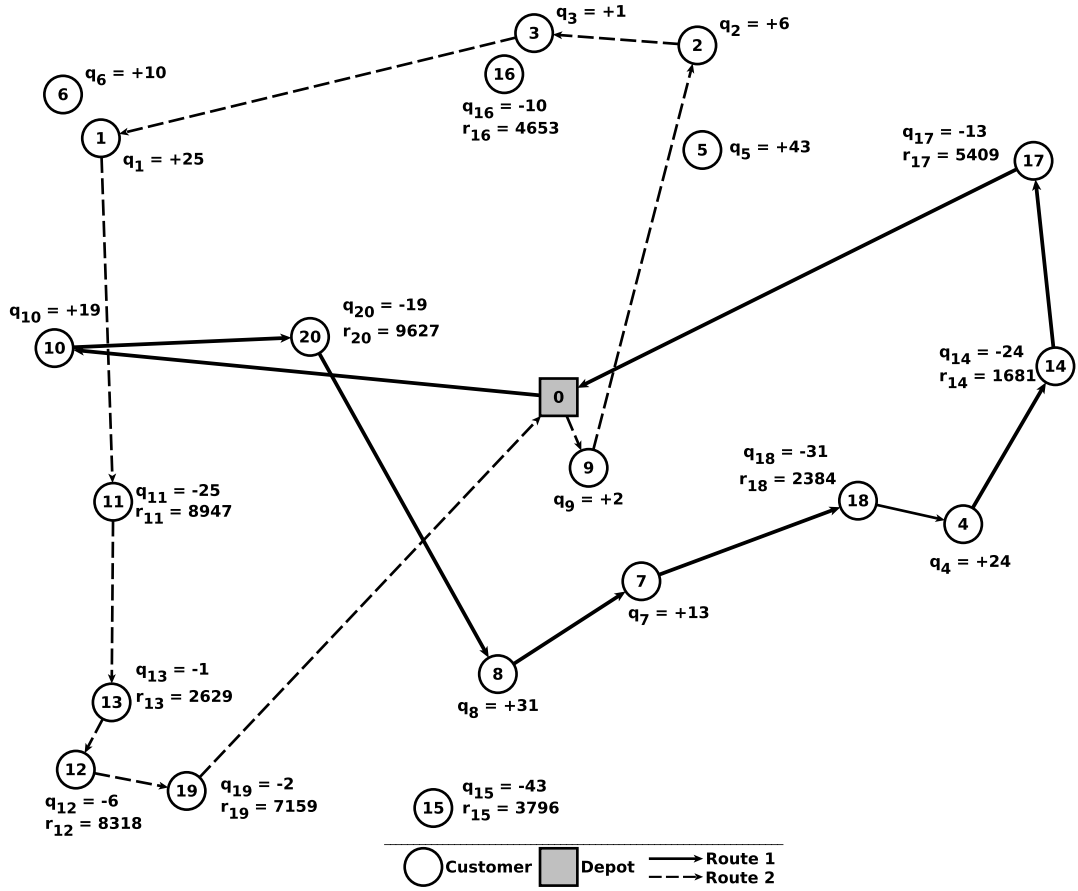 q3 = +1
3
2
q2 = +6
16
q16 = -10
r16 = 4653
q6 = +10
6
1
q1 = +25
5
q5 = +43
q17 = -13
r17 = 5409
17
q10 = +19
10
20
q20 = -19
r20 = 9627
q14 = -24
r14 = 1681
14
0
9
q9 = +2
q18 = -31
r18 = 2384
18
4
q4 = +24
11
q11 = -25
r11 = 8947
7
q7 = +13
8
q8 = +31
13
q13 = -1
r13 = 2629
12
q12 = -6
r12 = 8318
19
q19 = -2
r19 = 7159
15
q15 = -43
r15 = 3796
Customer
Depot
Route 1
Route 2